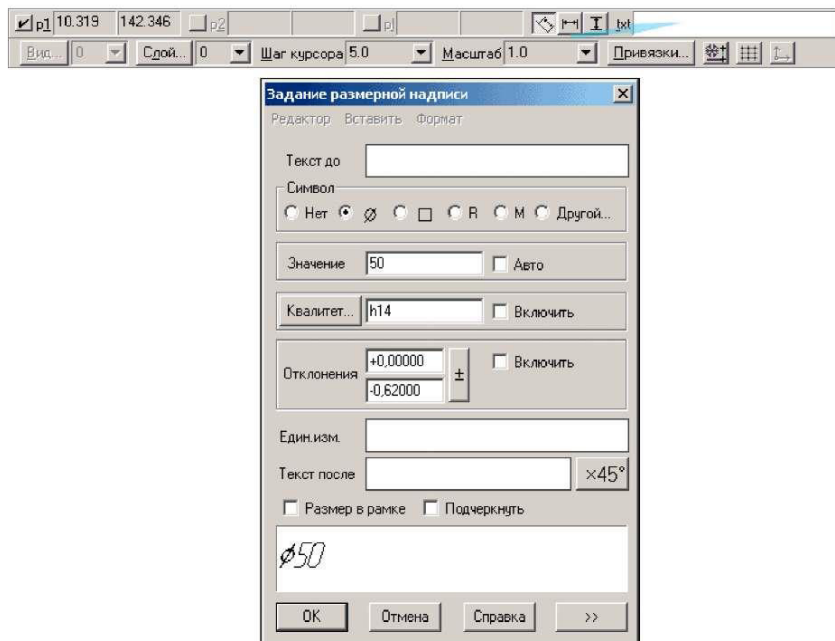 p1 10.319 142.346 p2 p txt
Вид... 0 Слой... 0 Шаг курсора 5.0 Масштаб 1.0 Привязки...
Задание размерной надписи
Редактор Вставить Формат
Текст до
Символ
Нет ø □ R M Другой...
Значение 50 Авто
Квалитет... h14 Включить
Отклонения +0,00000 ± Включить
-0,62000
Един.изм.
Текст после ×45°
Размер в рамке Подчеркнуть
ø50
OK Отмена Справка >>